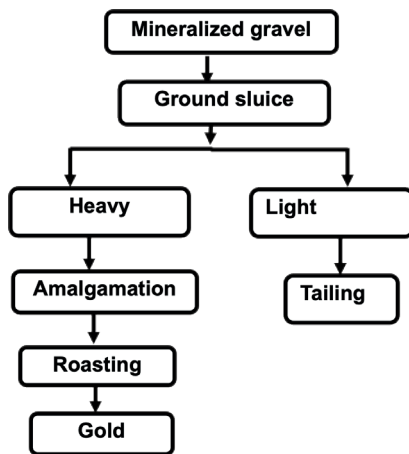 Mineralized gravel
Ground sluice
Heavy
Light
Amalgamation
Tailing
Roasting
Gold